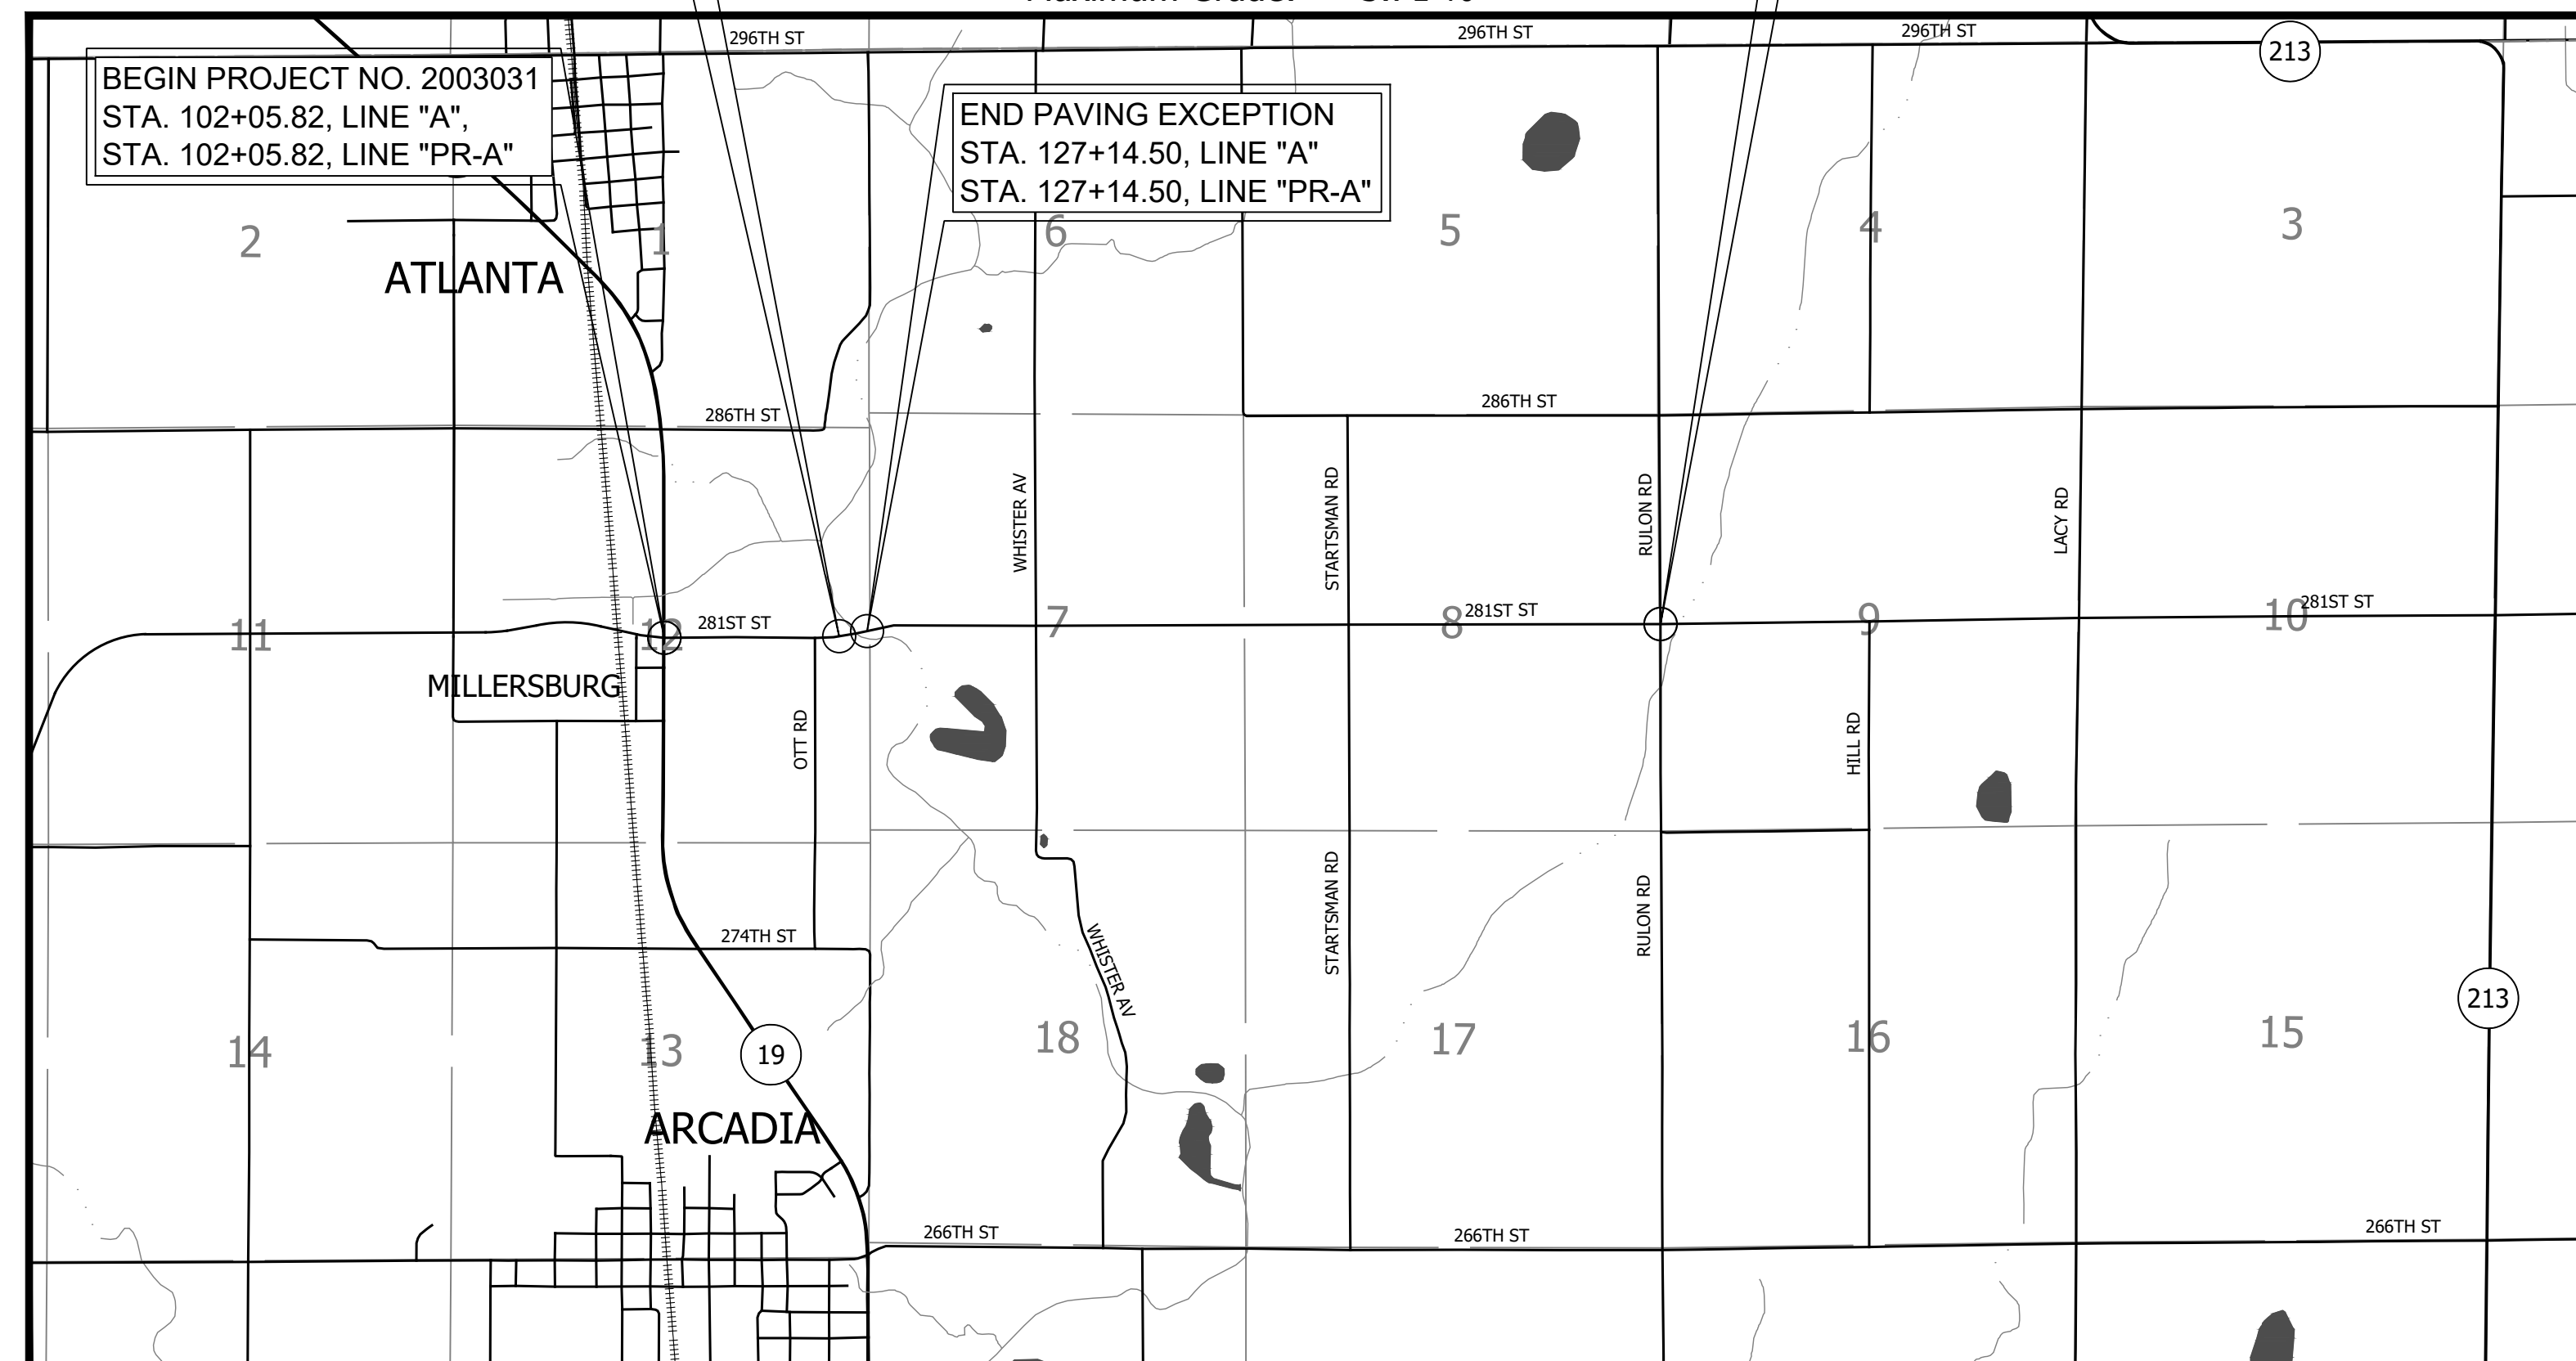 296TH ST
296TH ST
296TH ST
213
BEGIN PROJECT NO. 2003031
STA. 102+05.82, LINE "A",
STA. 102+05.82, LINE "PR-A"
END PAVING EXCEPTION
STA. 127+14.50, LINE "A"
STA. 127+14.50, LINE "PR-A"
2
1
6
5
4
3
ATLANTA
286TH ST
286TH ST
WHISTER AV
STARTSMAN RD
RULON RD
LACY RD
11
12
281ST ST
7
8
281ST ST
9
10
281ST ST
MILLERSBURG
OTT RD
HILL RD
STARTSMAN RD
RULON RD
274TH ST
WHISTER AV
213
14
13
19
18
17
16
15
ARCADIA
266TH ST
266TH ST
266TH ST